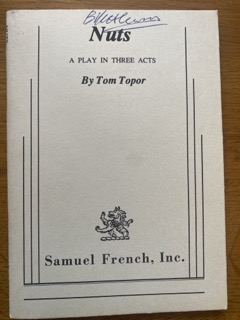 Nuts
A PLAY IN THREE ACTS
By Tom Topor
Samuel French, Inc.